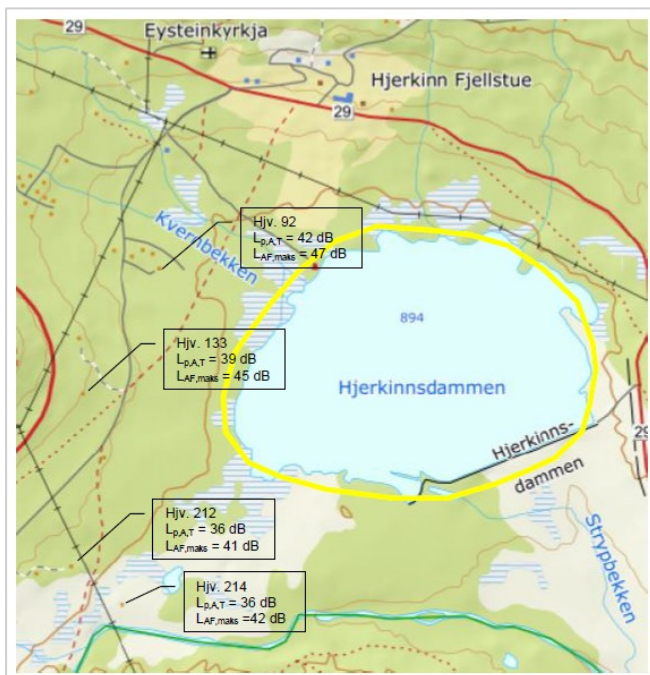 29
Eysteinkyrkja
Hjerkinn Fjellstue
29
Kvernbekken
Hjv. 92
Lp,A,T = 42 dB
LAF,maks = 47 dB
894
Hjv. 133
Lp,A,T = 39 dB
LAF,maks = 45 dB
Hjerkinnsdammen
Hjerkinns-
dammen
29
Hjv. 212
Lp,A,T = 36 dB
LAF,maks = 41 dB
Strypbekken
Hjv. 214
Lp,A,T = 36 dB
LAF,maks =42 dB